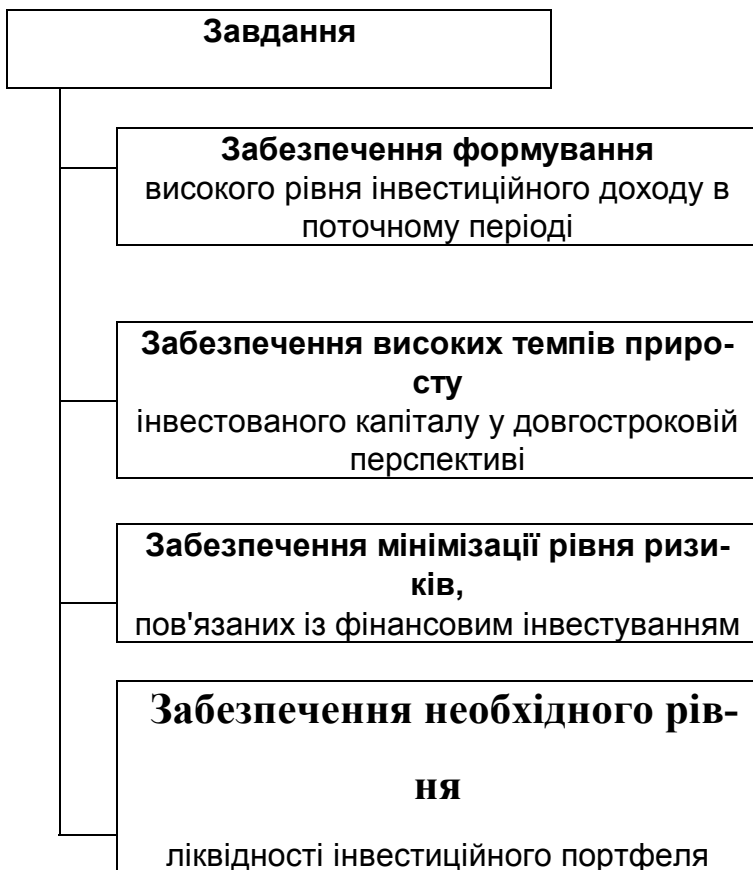 Завдання
Забезпечення формування
високого рівня інвестиційного доходу в
поточному періоді
Забезпечення високих темпів приро-
сту
інвестованого капіталу у довгостроковій
перспективі
Забезпечення мінімізації рівня ризи-
ків,
пов'язаних із фінансовим інвестуванням
Забезпечення необхідного рів-
ня
ліквідності інвестиційного портфеля